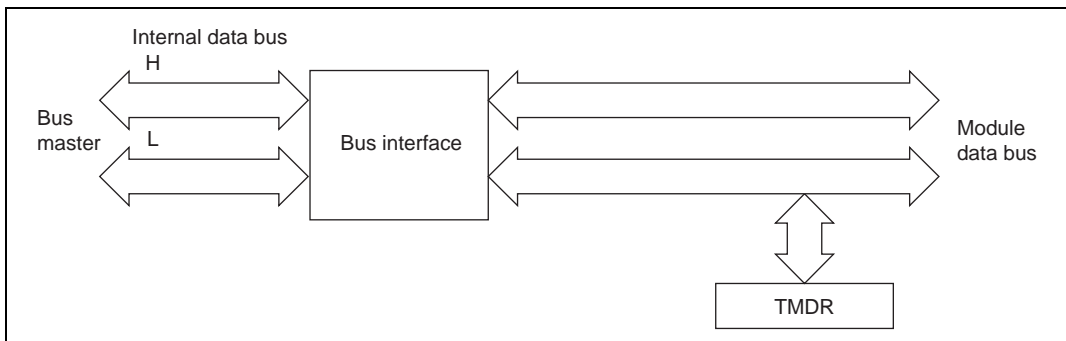 Internal data bus
H
Bus
master
L
Bus interface
Module
data bus
TMDR